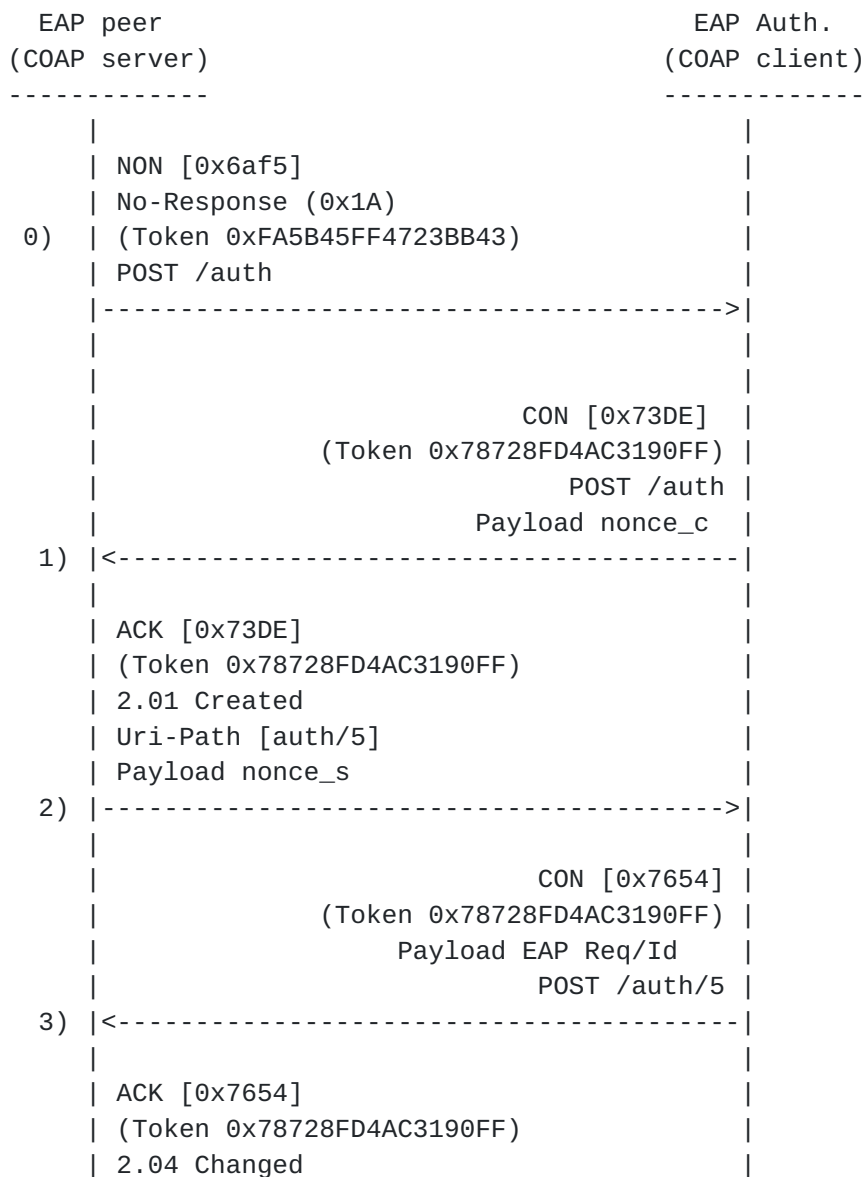 EAP peer                                  EAP Auth.
(COAP server)                             (COAP client)
-------------                             -------------
     |                                         |
     | NON [0x6af5]                            |
     | No-Response (0x1A)                      |
 0)  | (Token 0xFA5B45FF4723BB43)              |
     | POST /auth                              |
     |---------------------------------------->|
     |                                         |
     |                                         |
     |                           CON [0x73DE]  |
     |              (Token 0x78728FD4AC3190FF) |
     |                              POST /auth |
     |                        Payload nonce_c  |
  1) |<----------------------------------------|
     |                                         |
     | ACK [0x73DE]                            |
     | (Token 0x78728FD4AC3190FF)              |
     | 2.01 Created                            |
     | Uri-Path [auth/5]                       |
     | Payload nonce_s                         |
  2) |---------------------------------------->|
     |                                         |
     |                            CON [0x7654] |
     |              (Token 0x78728FD4AC3190FF) |
     |                   Payload EAP Req/Id    |
     |                            POST /auth/5 |
  3) |<----------------------------------------|
     |                                         |
     | ACK [0x7654]                            |
     | (Token 0x78728FD4AC3190FF)              |
     | 2.04 Changed                            |